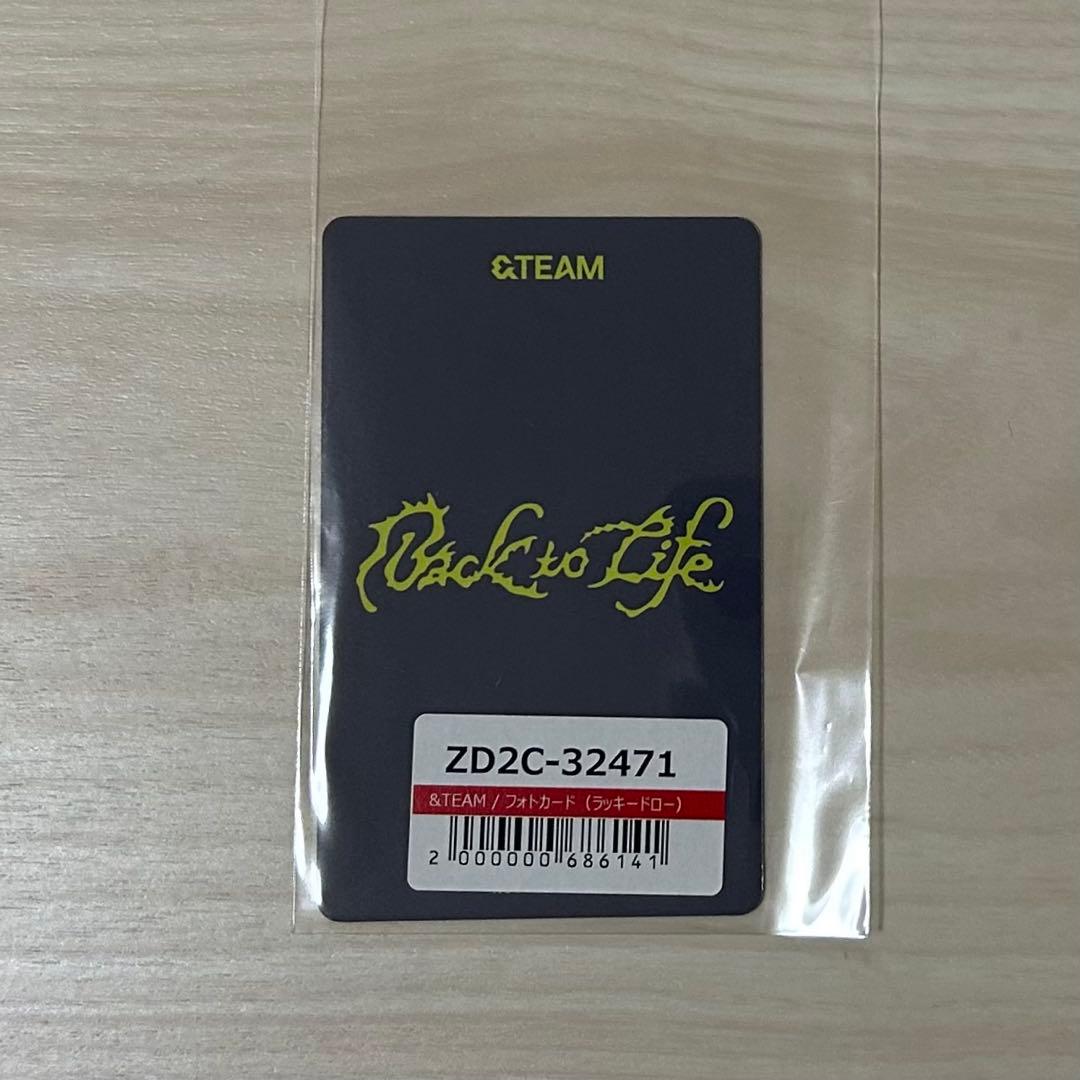 &TEAM
Back to Life
ZD2C-32471
&TEAM / フォトカード（ラッキードロー）
2 000000 686141